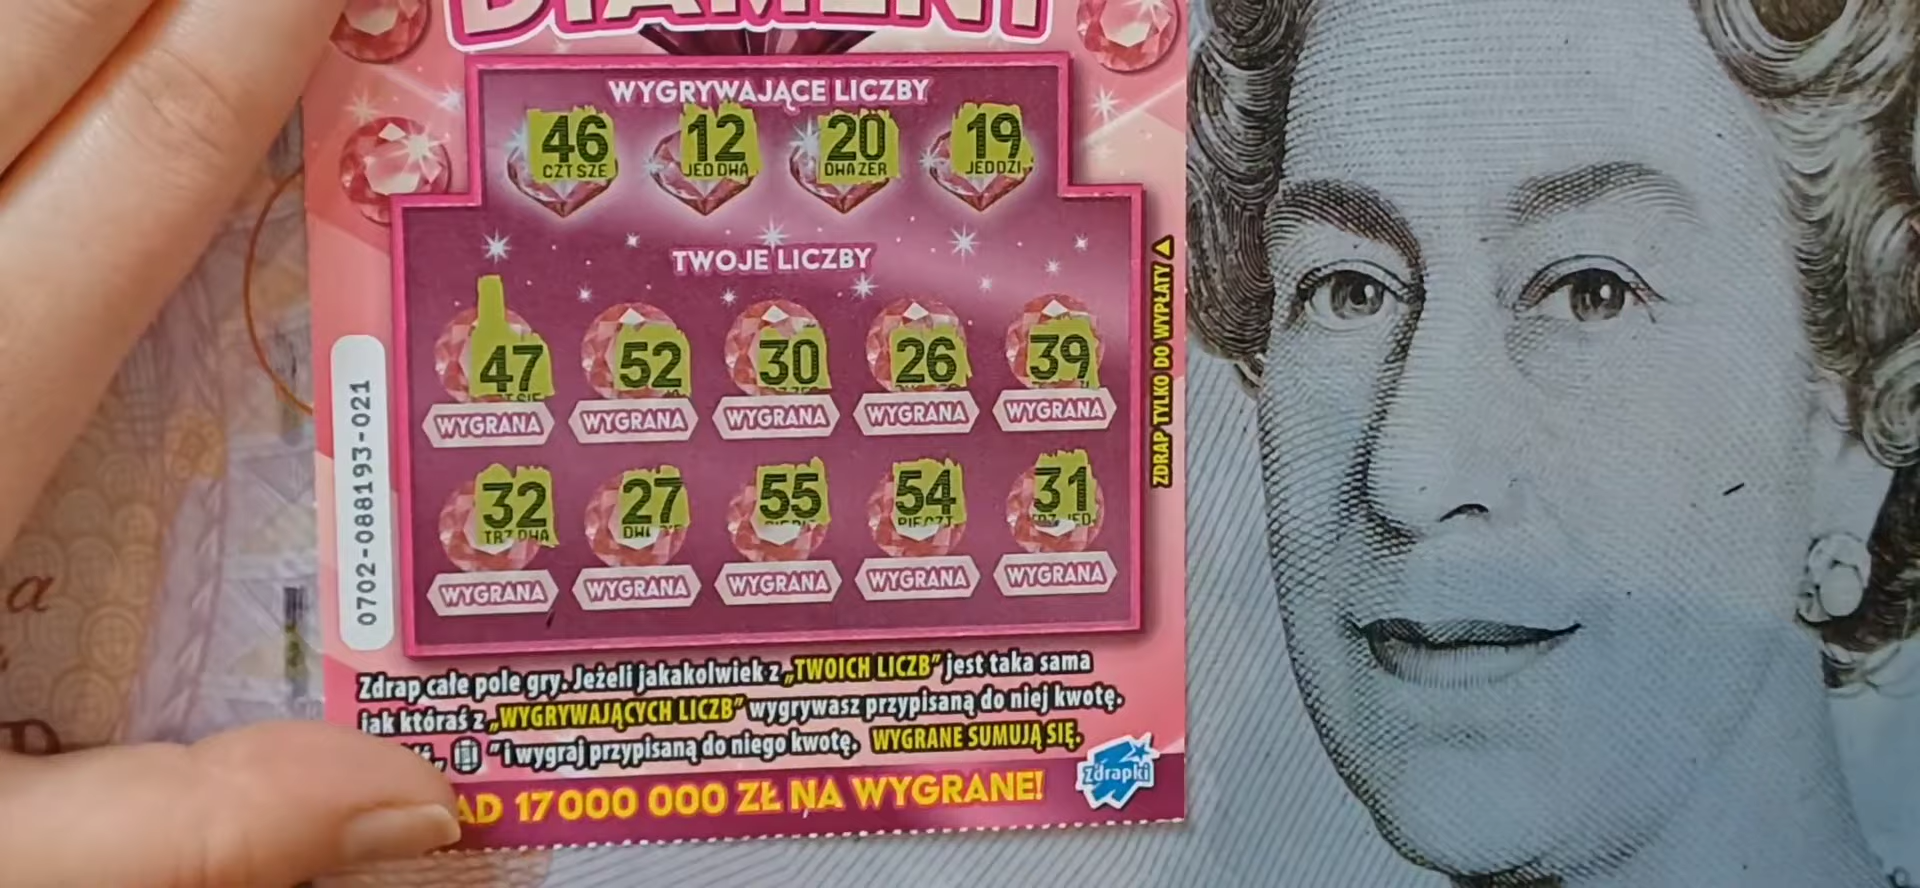 DIAMENT
WYGRYWAJĄCE LICZBY
46 12 20 19
CZTSZE JEDDWA DWAZER JEDDZI
TWOJE LICZBY
47 52 30 26 39
WYGRANA WYGRANA WYGRANA WYGRANA WYGRANA
32 27 55 54 31
TRZDWA
WYGRANA WYGRANA WYGRANA WYGRANA WYGRANA
0702-088193-021
ZDRAP TYLKO DO WYPŁATY
Zdrap całe pole gry. Jeżeli jakakolwiek z „TWOICH LICZB” jest taka sama
jak któraś z „WYGRYWAJĄCYCH LICZB” wygrywasz przypisaną do niej kwotę.
” i wygraj przypisaną do niego kwotę. WYGRANE SUMUJĄ SIĘ.
AD 17 000 000 ZŁ NA WYGRANE!
Zdrapki
a